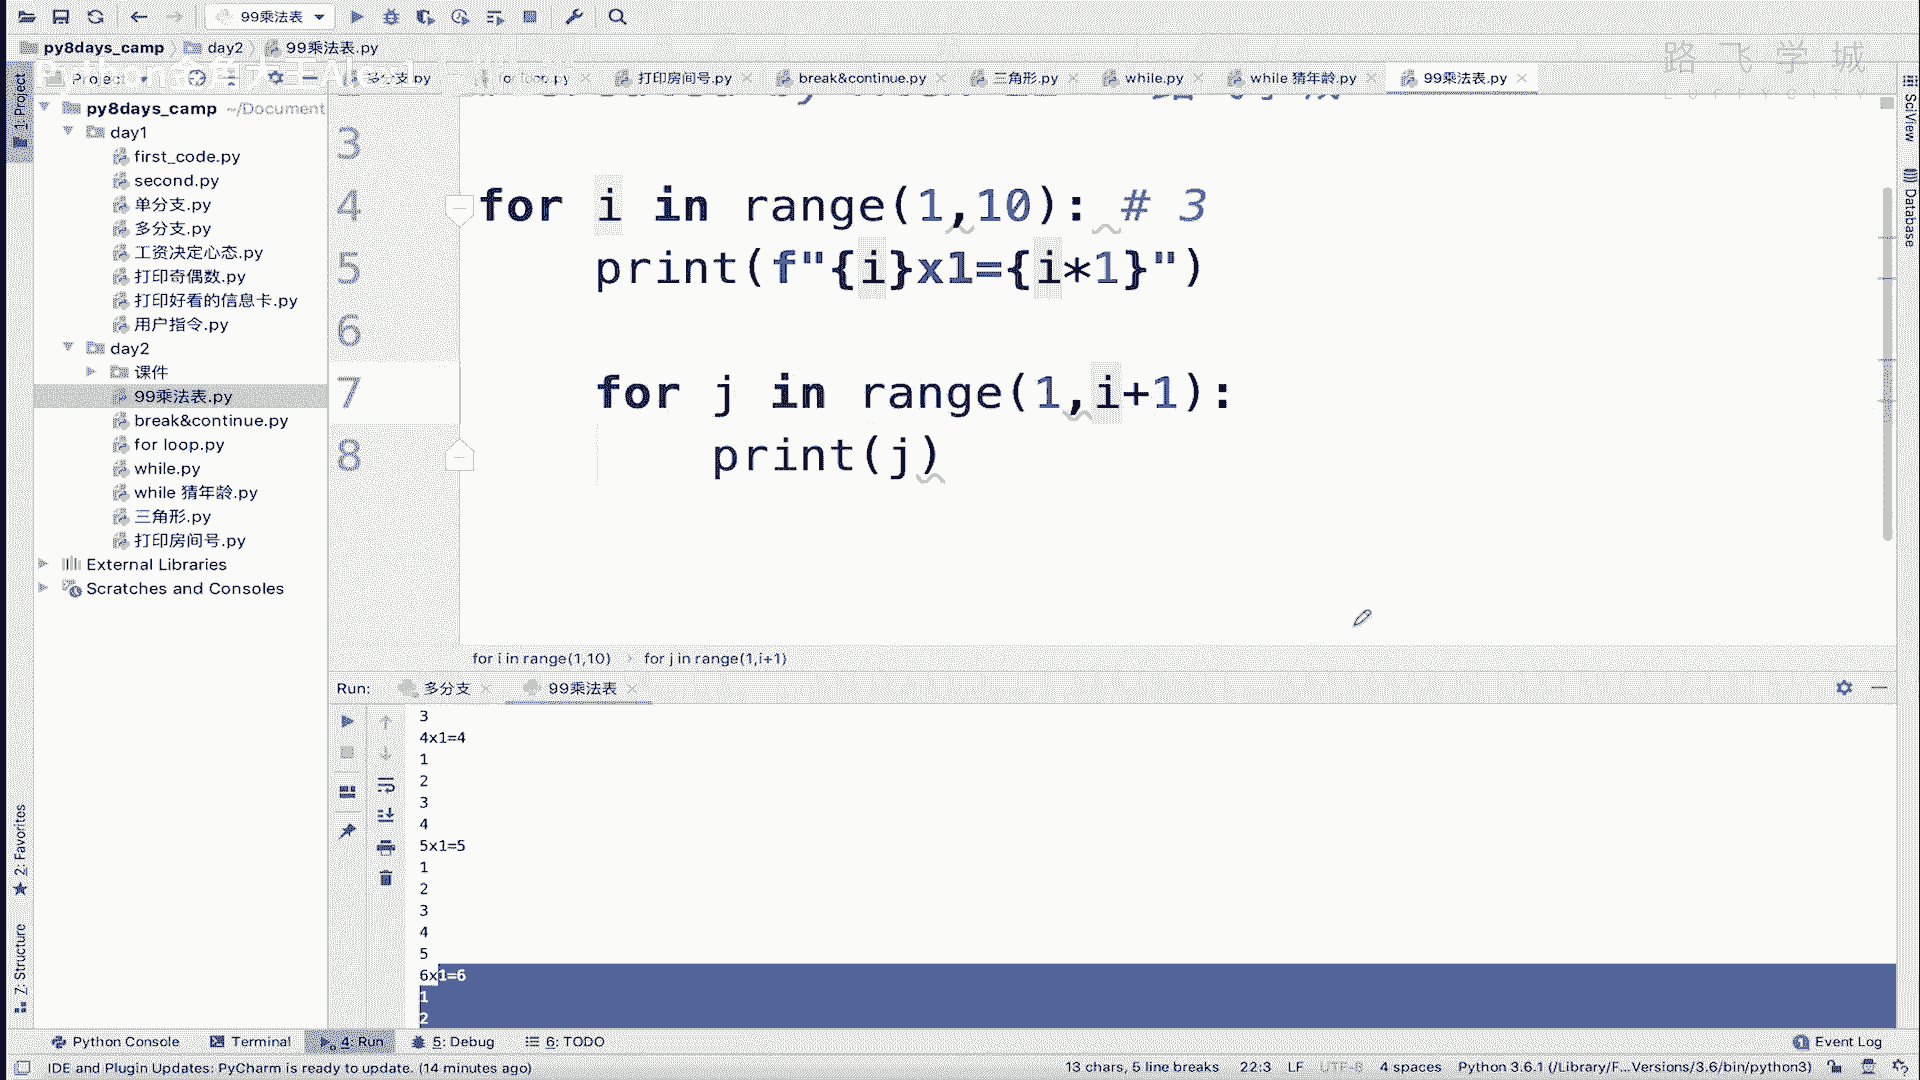 99乘法表
py8days_camp
day2
99乘法表.py
路飞学城
LUFFYCITY
Project
多分支.py
for loop.py
打印房间号.py
break&continue.py
三角形.py
while.py
while 猜年龄.py
99乘法表.py
1: Project
py8days_camp ~/Document
day1
first_code.py
second.py
单分支.py
多分支.py
工资决定心态.py
打印奇偶数.py
打印好看的信息卡.py
用户指令.py
day2
课件
99乘法表.py
break&continue.py
for loop.py
while.py
while 猜年龄.py
三角形.py
打印房间号.py
External Libraries
Scratches and Consoles
3
4 for i in range(1,10): # 3
5 print(f"{i}x1={i*1}")
6
7 for j in range(1,i+1):
8 print(j)
for i in range(1,10)
for j in range(1,i+1)
SciView
Database
Run:
多分支
99乘法表
3
4x1=4
1
2
3
4
5x1=5
1
2
3
4
5
6x1=6
1
2
2: Favorites
Z: Structure
Python Console
Terminal
4: Run
5: Debug
6: TODO
Event Log
IDE and Plugin Updates: PyCharm is ready to update. (14 minutes ago)
13 chars, 5 line breaks
22:3
LF
UTF-8
4 spaces
Python 3.6.1 (/Library/F...Versions/3.6/bin/python3)